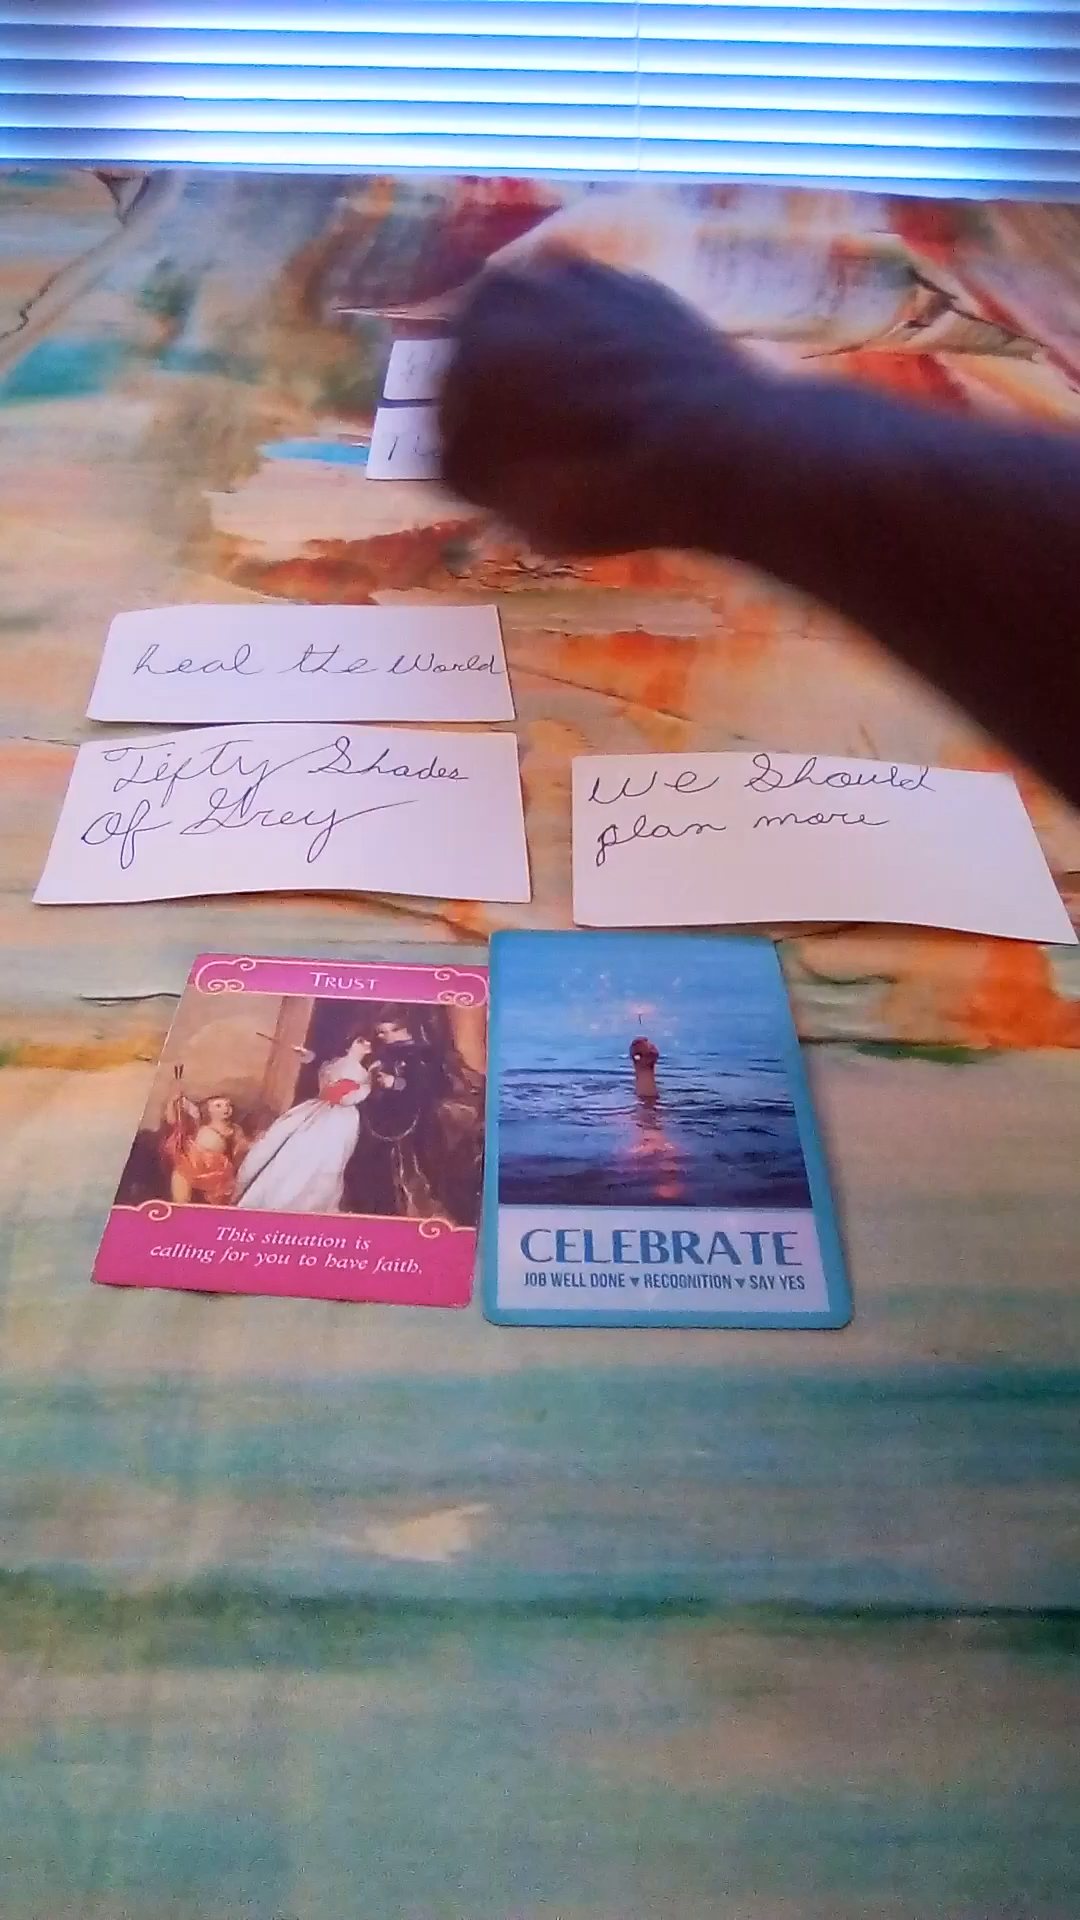 heal the World
Fifty Shades
Of Grey
We Should
plan more
TRUST
This situation is
calling for you to have faith.
CELEBRATE
JOB WELL DONE ▾ RECOGNITION ▾ SAY YES